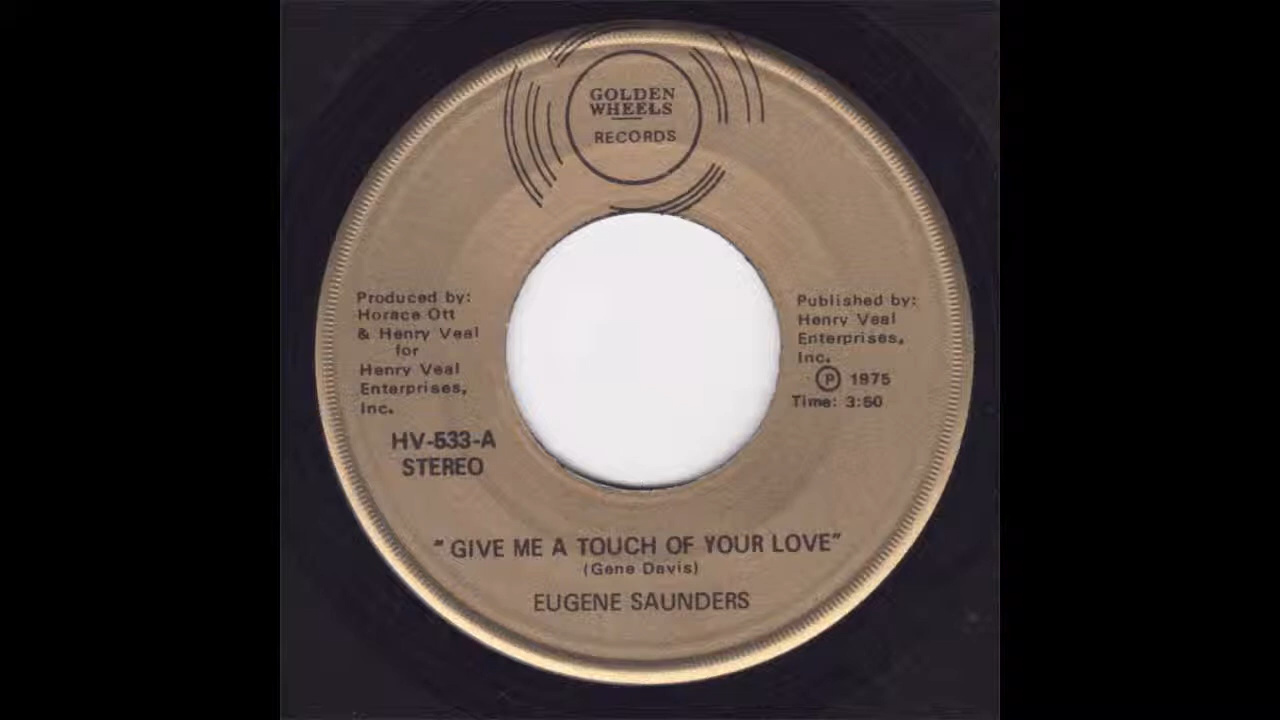 GOLDEN
WHEELS
RECORDS
Produced by:
Horace Ott
& Henry Veal
for
Henry Veal
Enterprises,
Inc.
HV-533-A
STEREO
Published by:
Henry Veal
Enterprises,
Inc.
Ⓟ 1975
Time: 3:50
"GIVE ME A TOUCH OF YOUR LOVE"
(Gene Davis)
EUGENE SAUNDERS